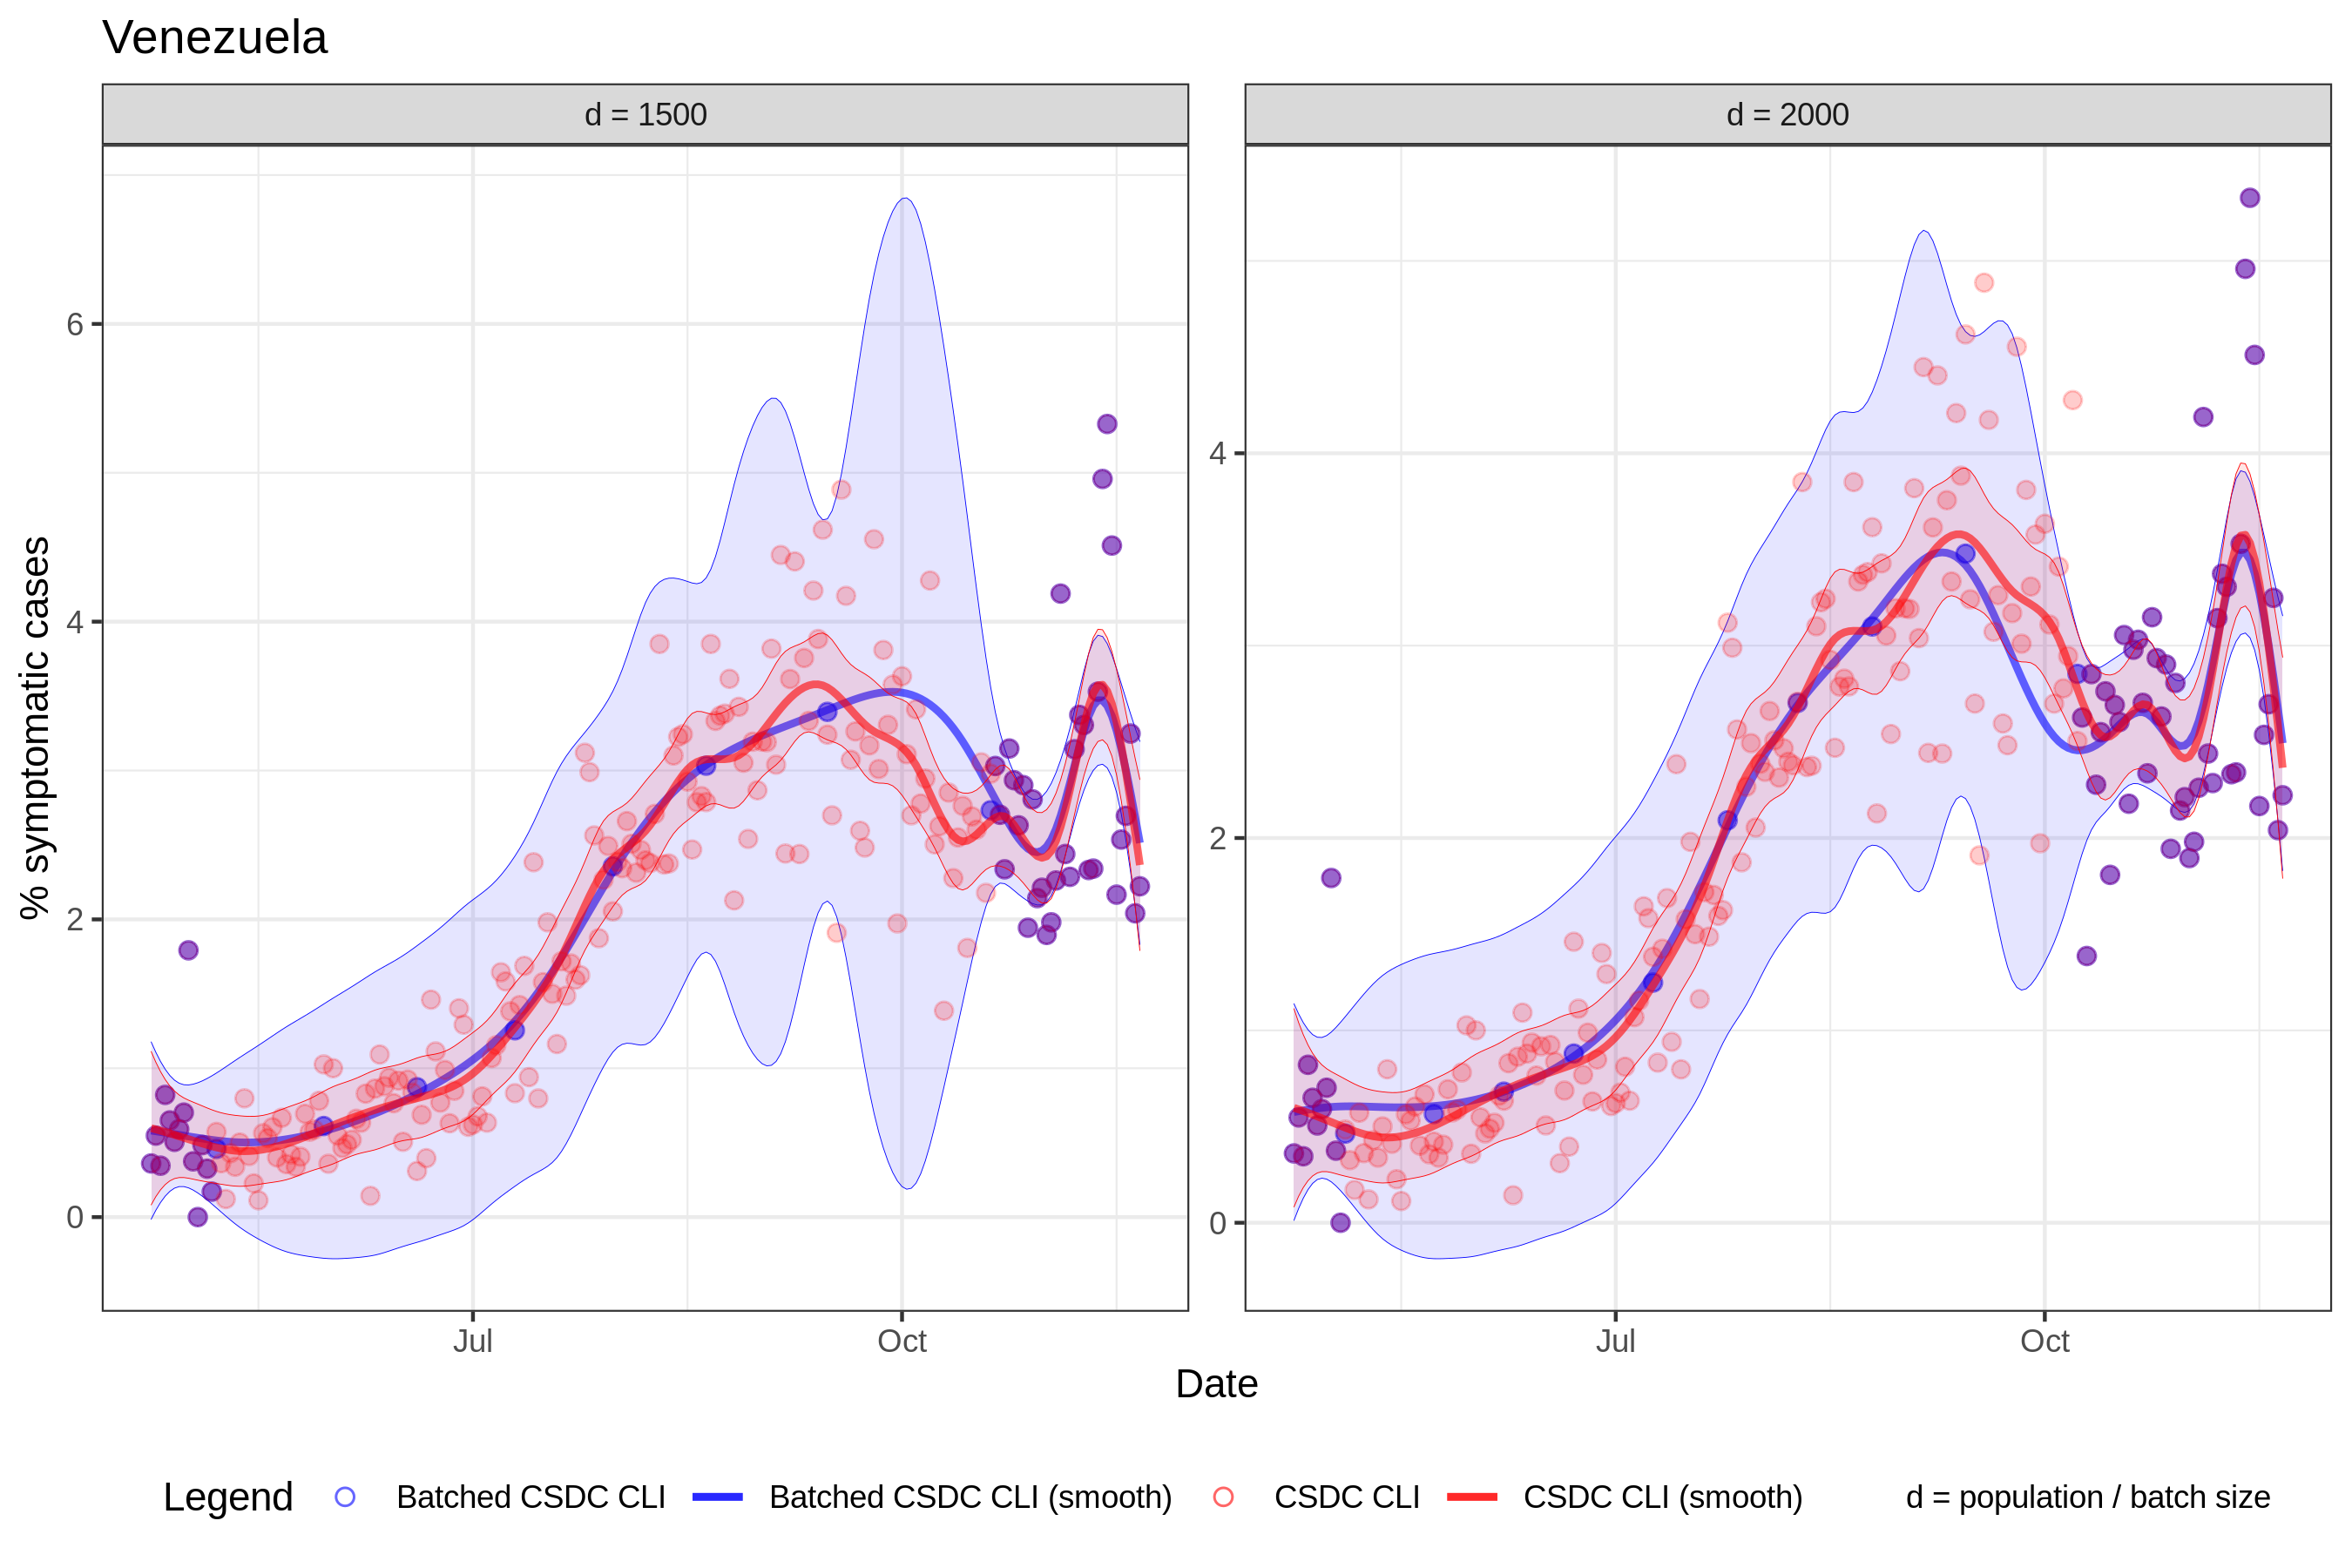 Venezuela
d = 1500
d = 2000
% symptomatic cases
6
4
2
0
4
2
0
Jul
Oct
Jul
Oct
Date
Legend
Batched CSDC CLI
Batched CSDC CLI (smooth)
CSDC CLI
CSDC CLI (smooth)
d = population / batch size